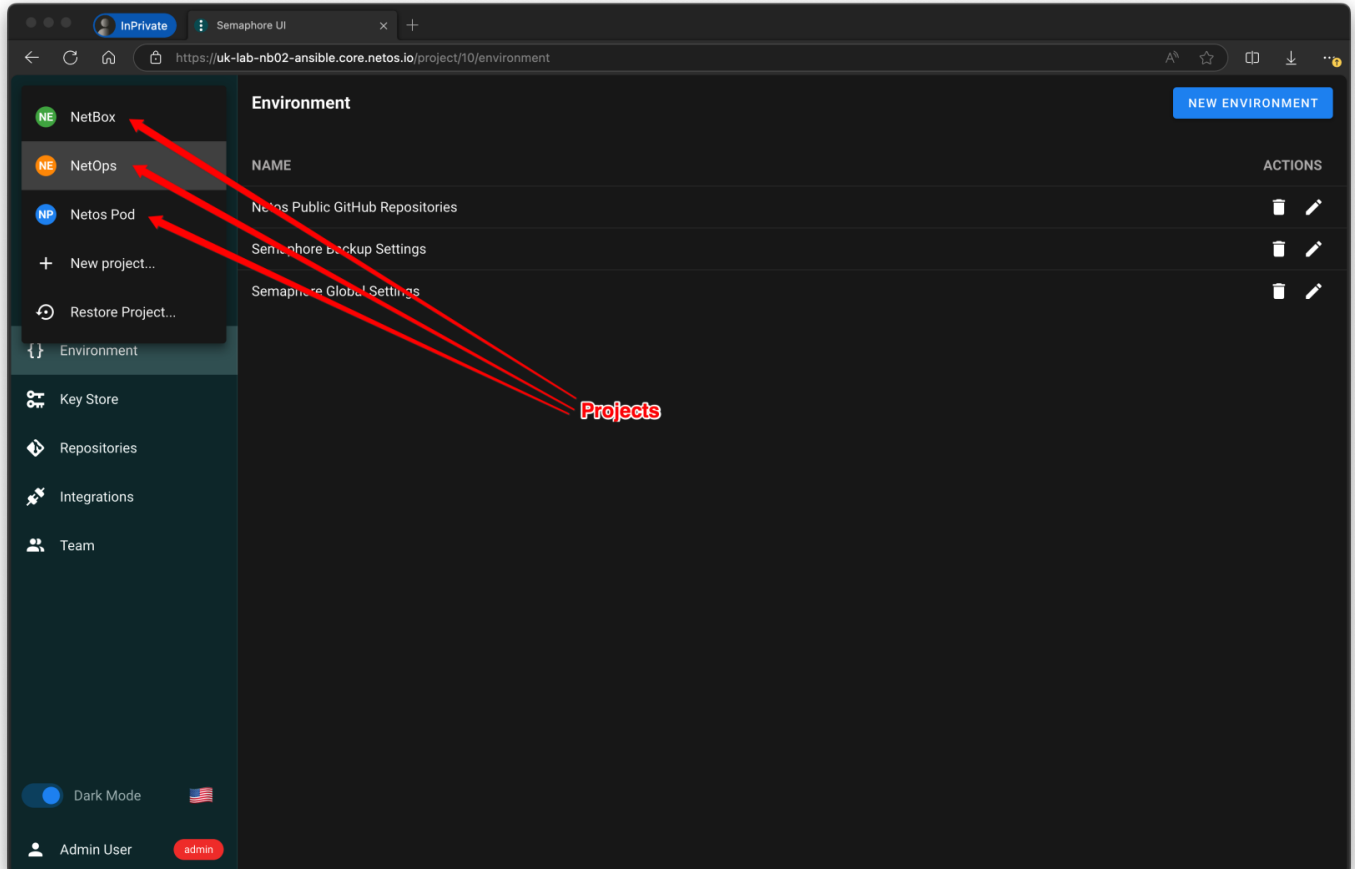 InPrivate
Semaphore UI
https://uk-lab-nb02-ansible.core.netos.io/project/10/environment
NE NetBox
NE NetOps
NP Netos Pod
New project...
Restore Project...
{} Environment
Key Store
Repositories
Integrations
Team
Dark Mode
Admin User admin
Environment
NEW ENVIRONMENT
NAME ACTIONS
Netos Public GitHub Repositories
Semaphore Backup Settings
Semaphore Global Settings
Projects